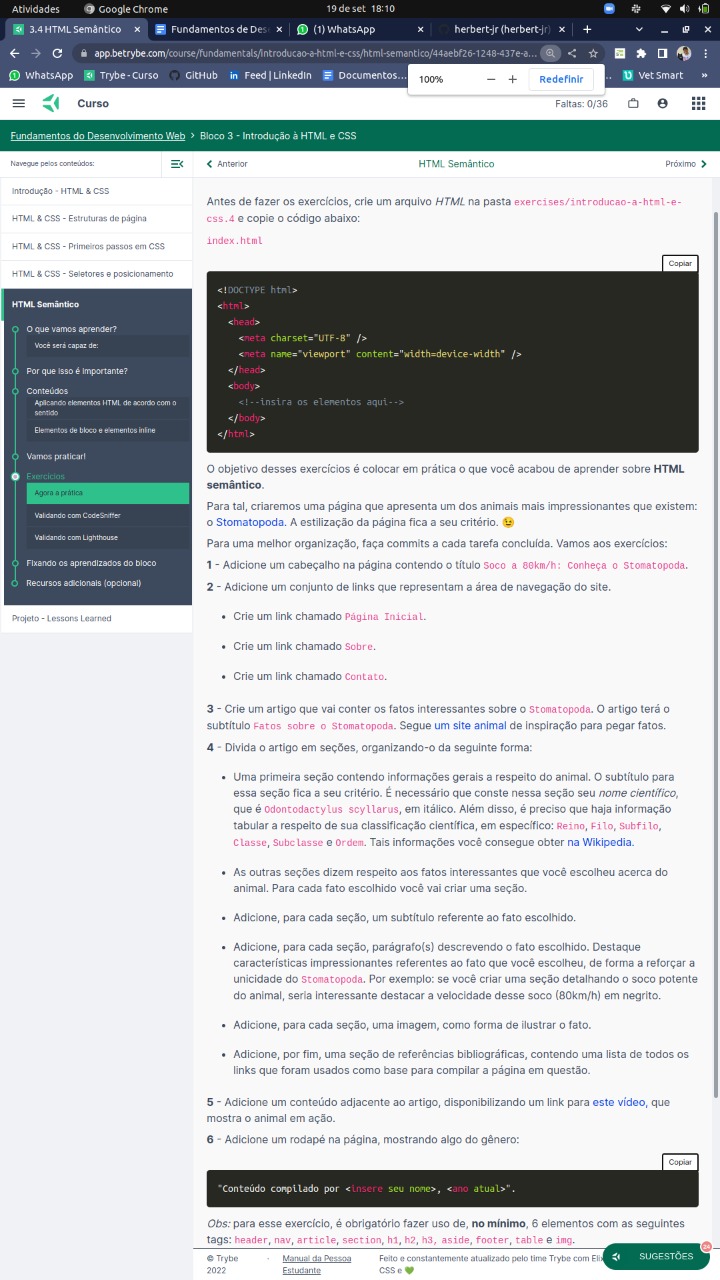 Atividades Google Chrome 19 de set 18:10
3.4 HTML Semântico Fundamentos de Des (1) WhatsApp herbert-jr (herbert-jr)
app.betrybe.com/course/fundamentals/introducao-a-html-e-css/html-semantico/44aebf26-1248-437e-a...
WhatsApp Trybe - Curso GitHub Feed | LinkedIn Documentos... Vet Smart »
100% Redefinir
Curso Faltas: 0/36
Fundamentos do Desenvolvimento Web > Bloco 3 - Introdução à HTML e CSS
Navegue pelos conteúdos:
Anterior HTML Semântico Próximo
Introdução - HTML & CSS
HTML & CSS - Estruturas de página
HTML & CSS - Primeiros passos em CSS
HTML & CSS - Seletores e posicionamento
HTML Semântico
O que vamos aprender?
Você será capaz de:
Por que isso é importante?
Conteúdos
Aplicando elementos HTML de acordo com o
sentido
Elementos de bloco e elementos inline
Vamos praticar!
Exercícios
Agora a prática
Validando com CodeSniffer
Validando com Lighthouse
Fixando os aprendizados do bloco
Recursos adicionais (opcional)
Projeto - Lessons Learned
Antes de fazer os exercícios, crie um arquivo HTML na pasta exercises/introducao-a-html-e-
css.4 e copie o código abaixo:
index.html
Copiar
<!DOCTYPE html>
<html>
<head>
<meta charset="UTF-8" />
<meta name="viewport" content="width=device-width" />
</head>
<body>
<!--insira os elementos aqui-->
</body>
</html>
O objetivo desses exercícios é colocar em prática o que você acabou de aprender sobre HTML
semântico.
Para tal, criaremos uma página que apresenta um dos animais mais impressionantes que existem:
o Stomatopoda. A estilização da página fica a seu critério. 😉
Para uma melhor organização, faça commits a cada tarefa concluída. Vamos aos exercícios:
1 - Adicione um cabeçalho na página contendo o título Soco a 80km/h: Conheça o Stomatopoda.
2 - Adicione um conjunto de links que representam a área de navegação do site.
• Crie um link chamado Página Inicial.
• Crie um link chamado Sobre.
• Crie um link chamado Contato.
3 - Crie um artigo que vai conter os fatos interessantes sobre o Stomatopoda. O artigo terá o
subtítulo Fatos sobre o Stomatopoda. Segue um site animal de inspiração para pegar fatos.
4 - Divida o artigo em seções, organizando-o da seguinte forma:
• Uma primeira seção contendo informações gerais a respeito do animal. O subtítulo para
essa seção fica a seu critério. É necessário que conste nessa seção seu nome científico,
que é Odontodactylus scyllarus, em itálico. Além disso, é preciso que haja informação
tabular a respeito de sua classificação científica, em específico: Reino, Filo, Subfilo,
Classe, Subclasse e Ordem. Tais informações você consegue obter na Wikipedia.
• As outras seções dizem respeito aos fatos interessantes que você escolheu acerca do
animal. Para cada fato escolhido você vai criar uma seção.
• Adicione, para cada seção, um subtítulo referente ao fato escolhido.
• Adicione, para cada seção, parágrafo(s) descrevendo o fato escolhido. Destaque
características impressionantes referentes ao fato que você escolheu, de forma a reforçar a
unicidade do Stomatopoda. Por exemplo: se você criar uma seção detalhando o soco potente
do animal, seria interessante destacar a velocidade desse soco (80km/h) em negrito.
• Adicione, para cada seção, uma imagem, como forma de ilustrar o fato.
• Adicione, por fim, uma seção de referências bibliográficas, contendo uma lista de todos os
links que foram usados como base para compilar a página em questão.
5 - Adicione um conteúdo adjacente ao artigo, disponibilizando um link para este vídeo, que
mostra o animal em ação.
6 - Adicione um rodapé na página, mostrando algo do gênero:
Copiar
"Conteúdo compilado por <insere seu nome>, <ano atual>".
Obs: para esse exercício, é obrigatório fazer uso de, no mínimo, 6 elementos com as seguintes
tags: header, nav, article, section, h1, h2, h3, aside, footer, table e img.
© Trybe
2022
Manual da Pessoa
Estudante
Feito e constantemente atualizado pelo time Trybe com
CSS e 💚
SUGESTÕES
24